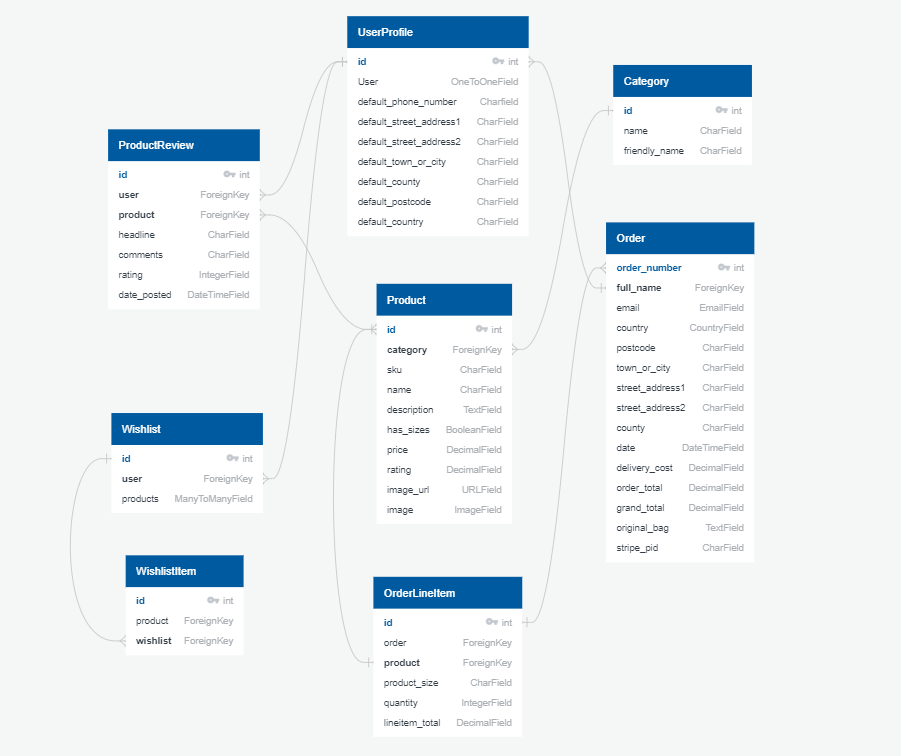 UserProfile
id int
User OneToOneField
default_phone_number Charfield
default_street_address1 CharField
default_street_address2 CharField
default_town_or_city CharField
default_county CharField
default_postcode CharField
default_country CharField
Category
id int
name CharField
friendly_name CharField
ProductReview
id int
user ForeignKey
product ForeignKey
headline CharField
comments CharField
rating IntegerField
date_posted DateTimeField
Order
order_number int
full_name ForeignKey
email EmailField
country CountryField
postcode CharField
town_or_city CharField
street_address1 CharField
street_address2 CharField
county CharField
date DateTimeField
delivery_cost DecimalField
order_total DecimalField
grand_total DecimalField
original_bag TextField
stripe_pid CharField
Product
id int
category ForeignKey
sku CharField
name CharField
description TextField
has_sizes BooleanField
price DecimalField
rating DecimalField
image_url URLField
image ImageField
Wishlist
id int
user ForeignKey
products ManyToManyField
WishlistItem
id int
product ForeignKey
wishlist ForeignKey
OrderLineItem
id int
order ForeignKey
product ForeignKey
product_size CharField
quantity IntegerField
lineitem_total DecimalField